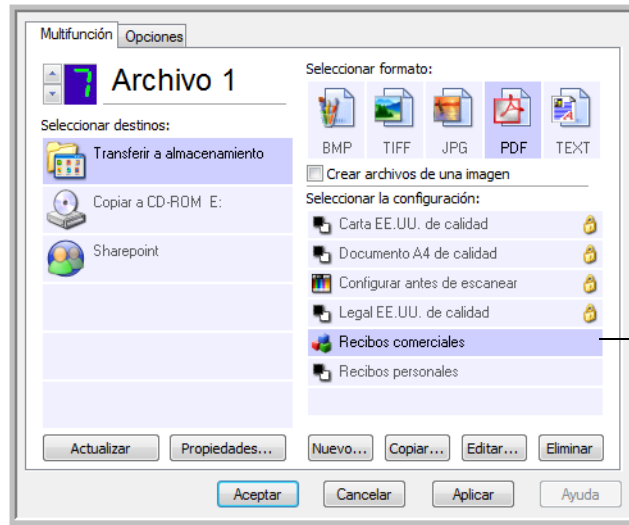 Multifunción
Opciones
7
Archivo 1
Seleccionar destinos:
Transferir a almacenamiento
Copiar a CD-ROM E:
Sharepoint
Actualizar
Propiedades...
Seleccionar formato:
BMP
TIFF
JPG
PDF
TEXT
Crear archivos de una imagen
Seleccionar la configuración:
Carta EE.UU. de calidad
Documento A4 de calidad
Configurar antes de escanear
Legal EE.UU. de calidad
Recibos comerciales
Recibos personales
Nuevo...
Copiar...
Editar...
Eliminar
Aceptar
Cancelar
Aplicar
Ayuda